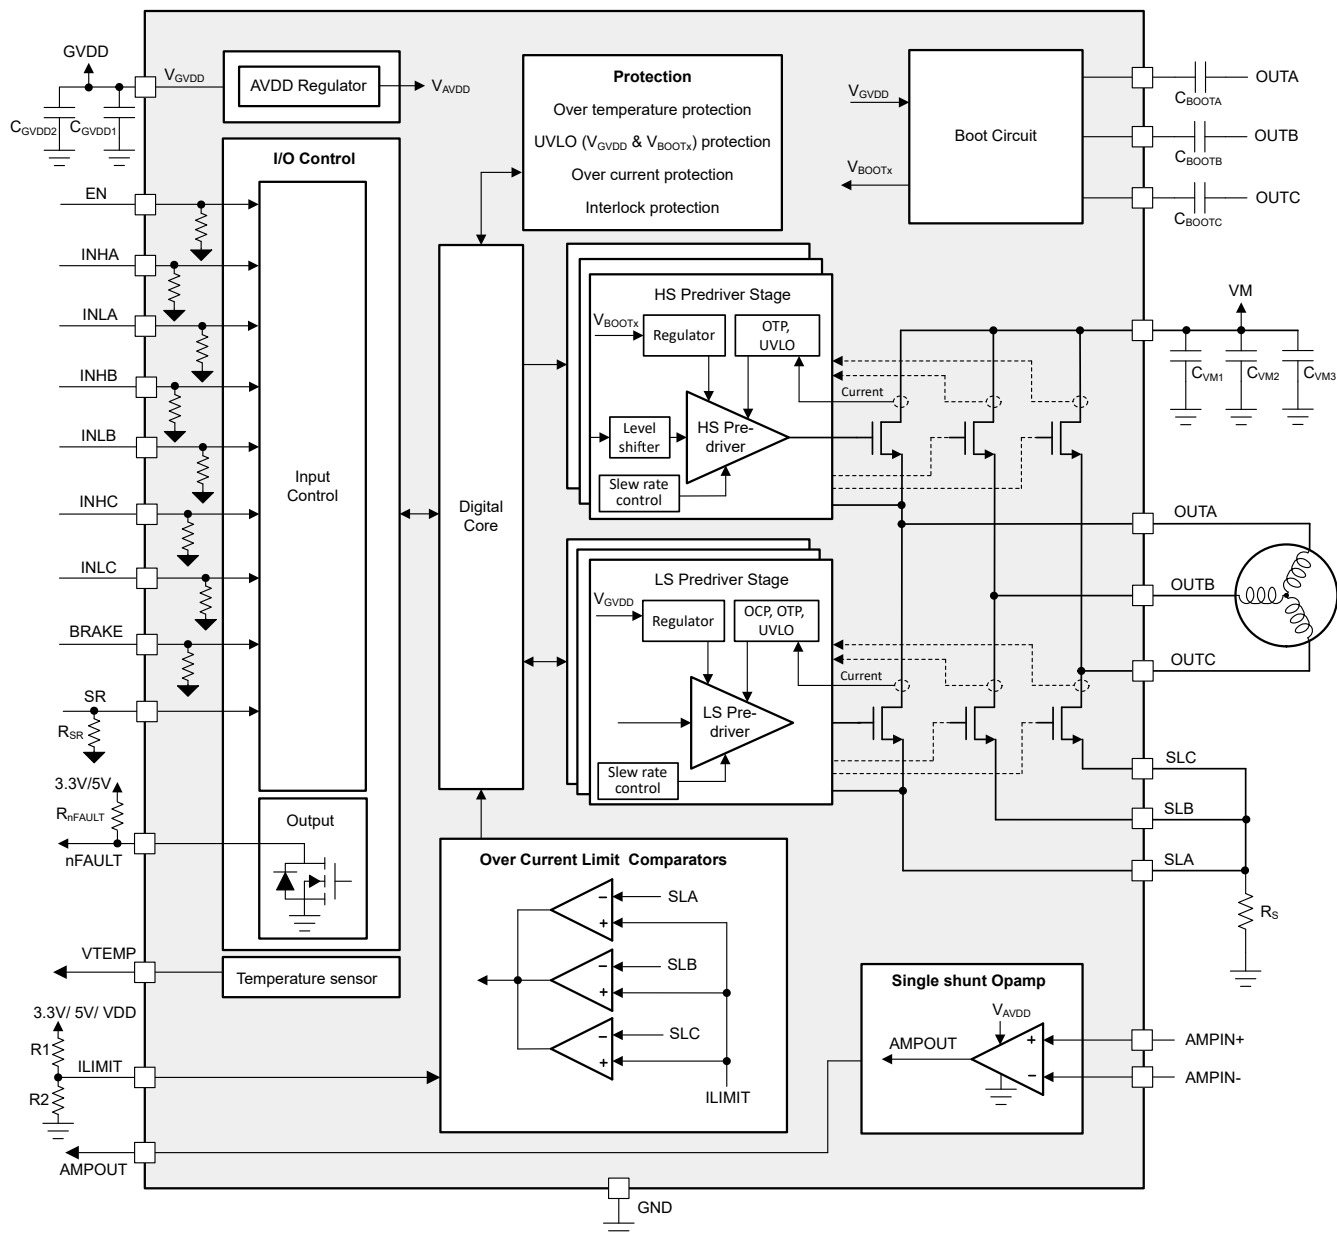 GVDD
CGVDD2
CGVDD1
VGVDD
AVDD Regulator
VAVDD
I/O Control
EN
INHA
INLA
INHB
INLB
INHC
INLC
BRAKE
SR
RSR
Input
Control
3.3V/5V
RnFAULT
nFAULT
Output
VTEMP
Temperature sensor
3.3V/ 5V/ VDD
R1
ILIMIT
R2
AMPOUT
Digital
Core
Protection
Over temperature protection
UVLO (VGVDD & VBOOTx) protection
Over current protection
Interlock protection
VGVDD
VBOOTx
Boot Circuit
CBOOTA
OUTA
CBOOTB
OUTB
CBOOTC
OUTC
HS Predriver Stage
VBOOTx
Regulator
OTP,
UVLO
Current
Level
shifter
HS Pre-
driver
Slew rate
control
VM
CVM1
CVM2
CVM3
OUTA
OUTB
OUTC
LS Predriver Stage
VGVDD
Regulator
OCP, OTP,
UVLO
Current
LS Pre-
driver
Slew rate
control
SLC
SLB
SLA
RS
Over Current Limit Comparators
−
SLA
+
−
SLB
+
−
SLC
+
ILIMIT
Single shunt Opamp
VAVDD
AMPOUT
+
−
AMPIN+
AMPIN-
GND